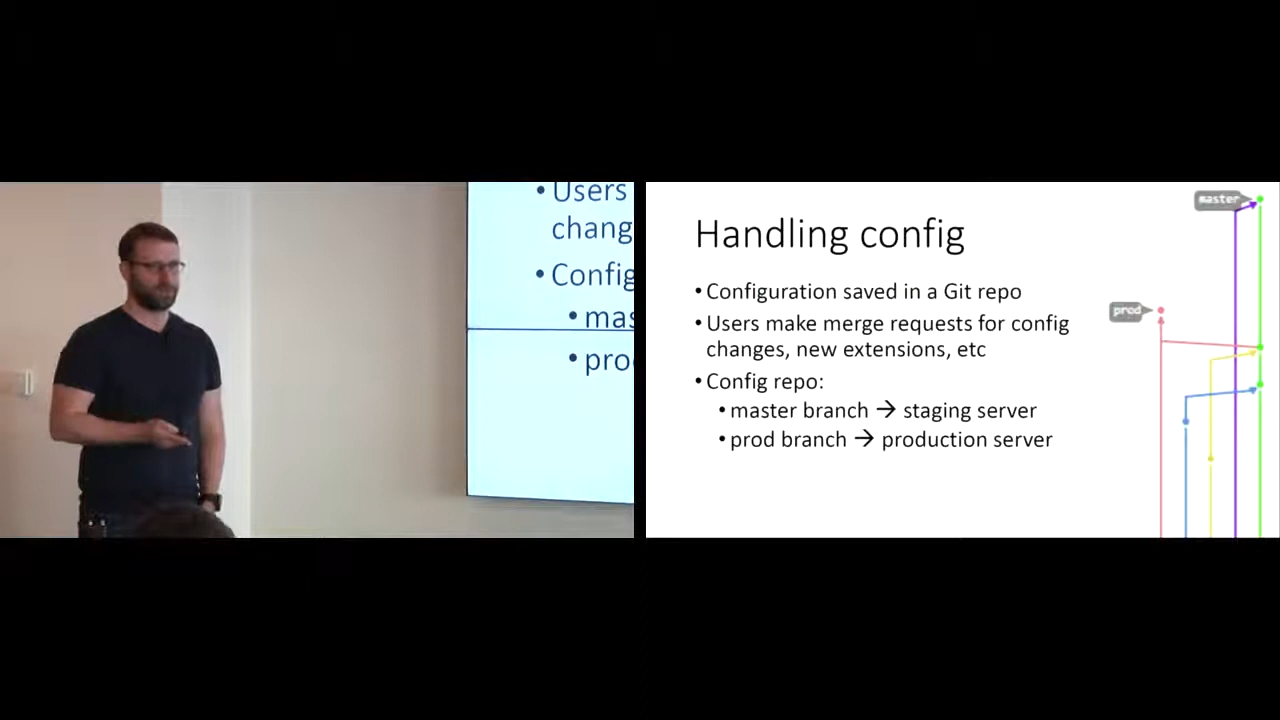 • Users
chang
• Config
• mas
• pro
Handling config
• Configuration saved in a Git repo
• Users make merge requests for config
changes, new extensions, etc
• Config repo:
• master branch → staging server
• prod branch → production server
master
prod